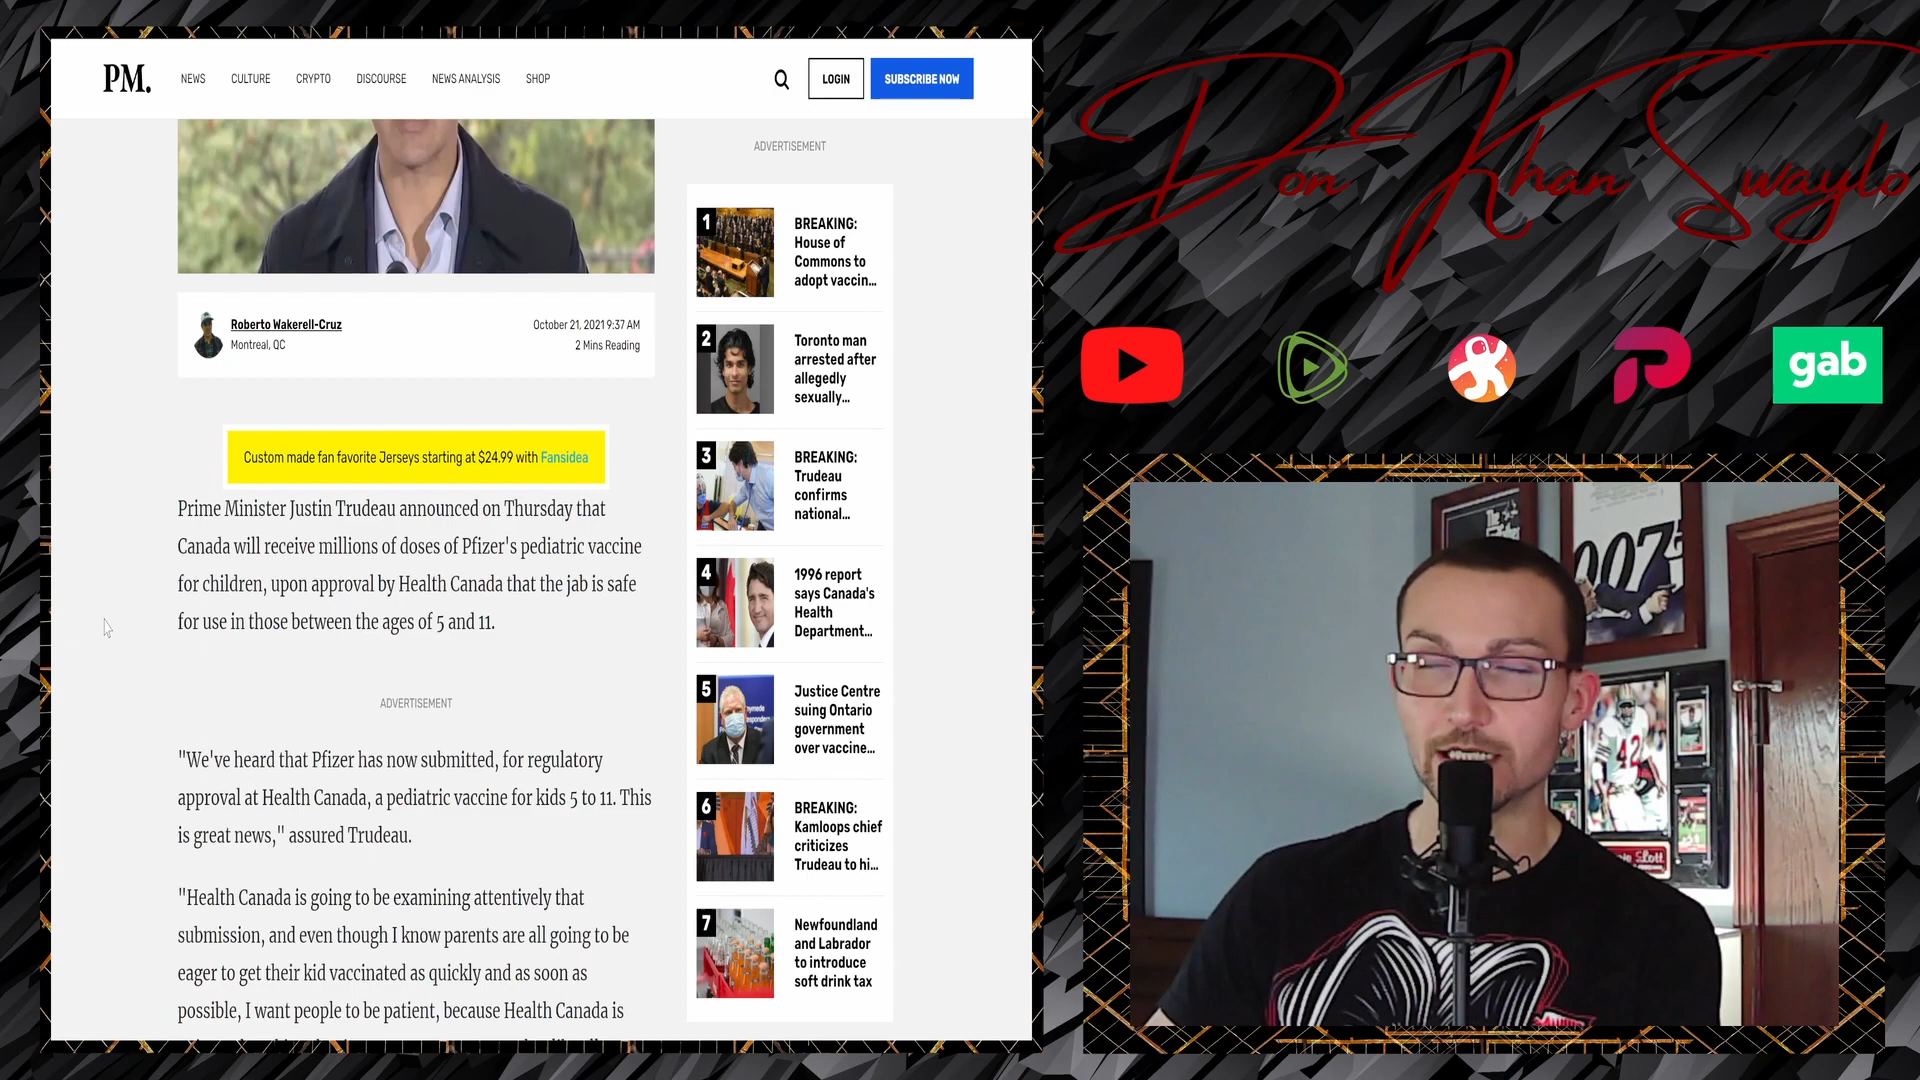 PM.
NEWS
CULTURE
CRYPTO
DISCOURSE
NEWS ANALYSIS
SHOP
LOGIN
SUBSCRIBE NOW
Roberto Wakerell-Cruz
Montreal, QC
October 21, 2021 9:37 AM
2 Mins Reading
Custom made fan favorite Jerseys starting at $24.99 with Fansidea
Prime Minister Justin Trudeau announced on Thursday that
Canada will receive millions of doses of Pfizer's pediatric vaccine
for children, upon approval by Health Canada that the jab is safe
for use in those between the ages of 5 and 11.
ADVERTISEMENT
"We've heard that Pfizer has now submitted, for regulatory
approval at Health Canada, a pediatric vaccine for kids 5 to 11. This
is great news," assured Trudeau.
"Health Canada is going to be examining attentively that
submission, and even though I know parents are all going to be
eager to get their kid vaccinated as quickly and as soon as
possible, I want people to be patient, because Health Canada is
ADVERTISEMENT
1
BREAKING:
House of
Commons to
adopt vaccin...
2
Toronto man
arrested after
allegedly
sexually...
3
BREAKING:
Trudeau
confirms
national...
4
1996 report
says Canada's
Health
Department...
5
Justice Centre
suing Ontario
government
over vaccine...
6
BREAKING:
Kamloops chief
criticizes
Trudeau to hi...
7
Newfoundland
and Labrador
to introduce
soft drink tax
Don Khan Swaylo
gab
007
42